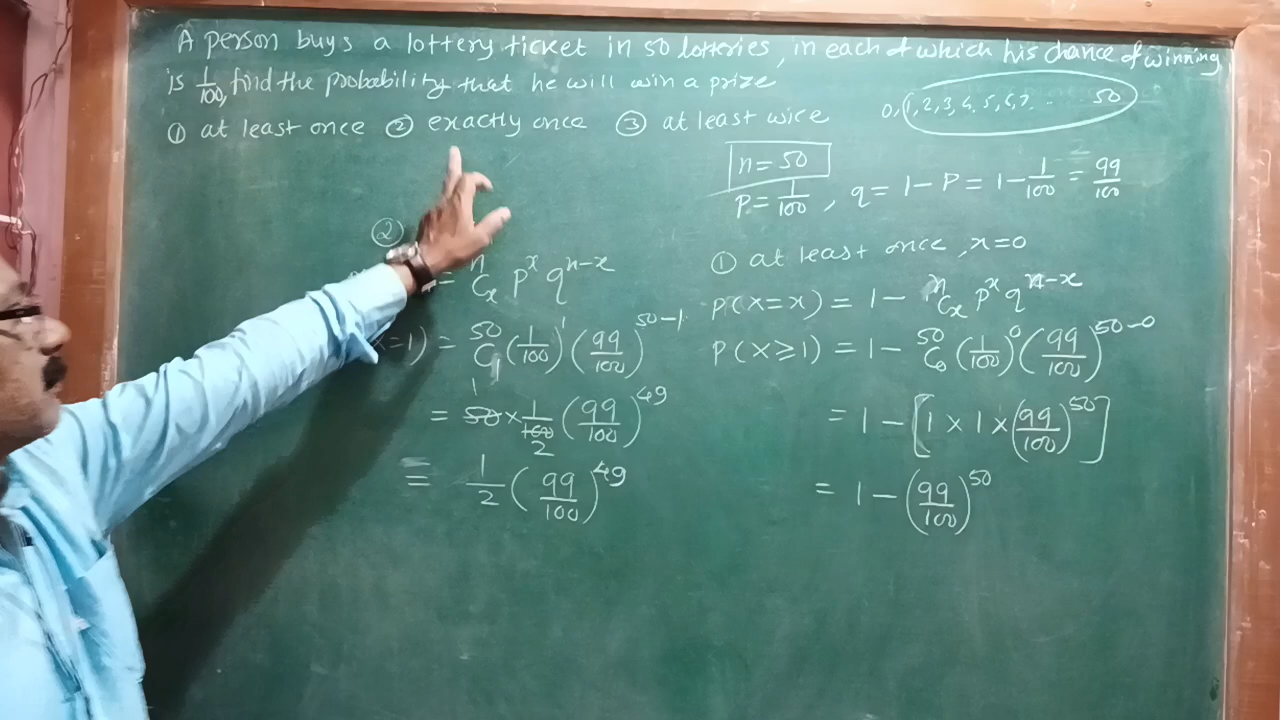 A person buys a lottery ticket in 50 lotteries, in each of which his chance of winning
is 1/100, find the probability that he will win a prize
① at least once ② exactly once ③ at least wice
0, 1, 2, 3, 4, 5, 6, 7, . . . . 50
n = 50
P = 1/100 , q = 1 - P = 1 - 1/100 = 99/100
②
= ⁿCₓ pˣ qⁿ⁻ˣ
x=1) = ⁵⁰C₁ (1/100)¹ (99/100)⁵⁰⁻¹
= 50 × 1/100 (99/100)⁴⁹
1 2
= 1/2 (99/100)⁴⁹
① at least once, x=0
P(X=x) = 1 - ⁿCₓ pˣ qⁿ⁻ˣ
P(X≥1) = 1 - ⁵⁰C₀ (1/100)⁰ (99/100)⁵⁰⁻⁰
= 1 - [1 × 1 × (99/100)⁵⁰]
= 1 - (99/100)⁵⁰